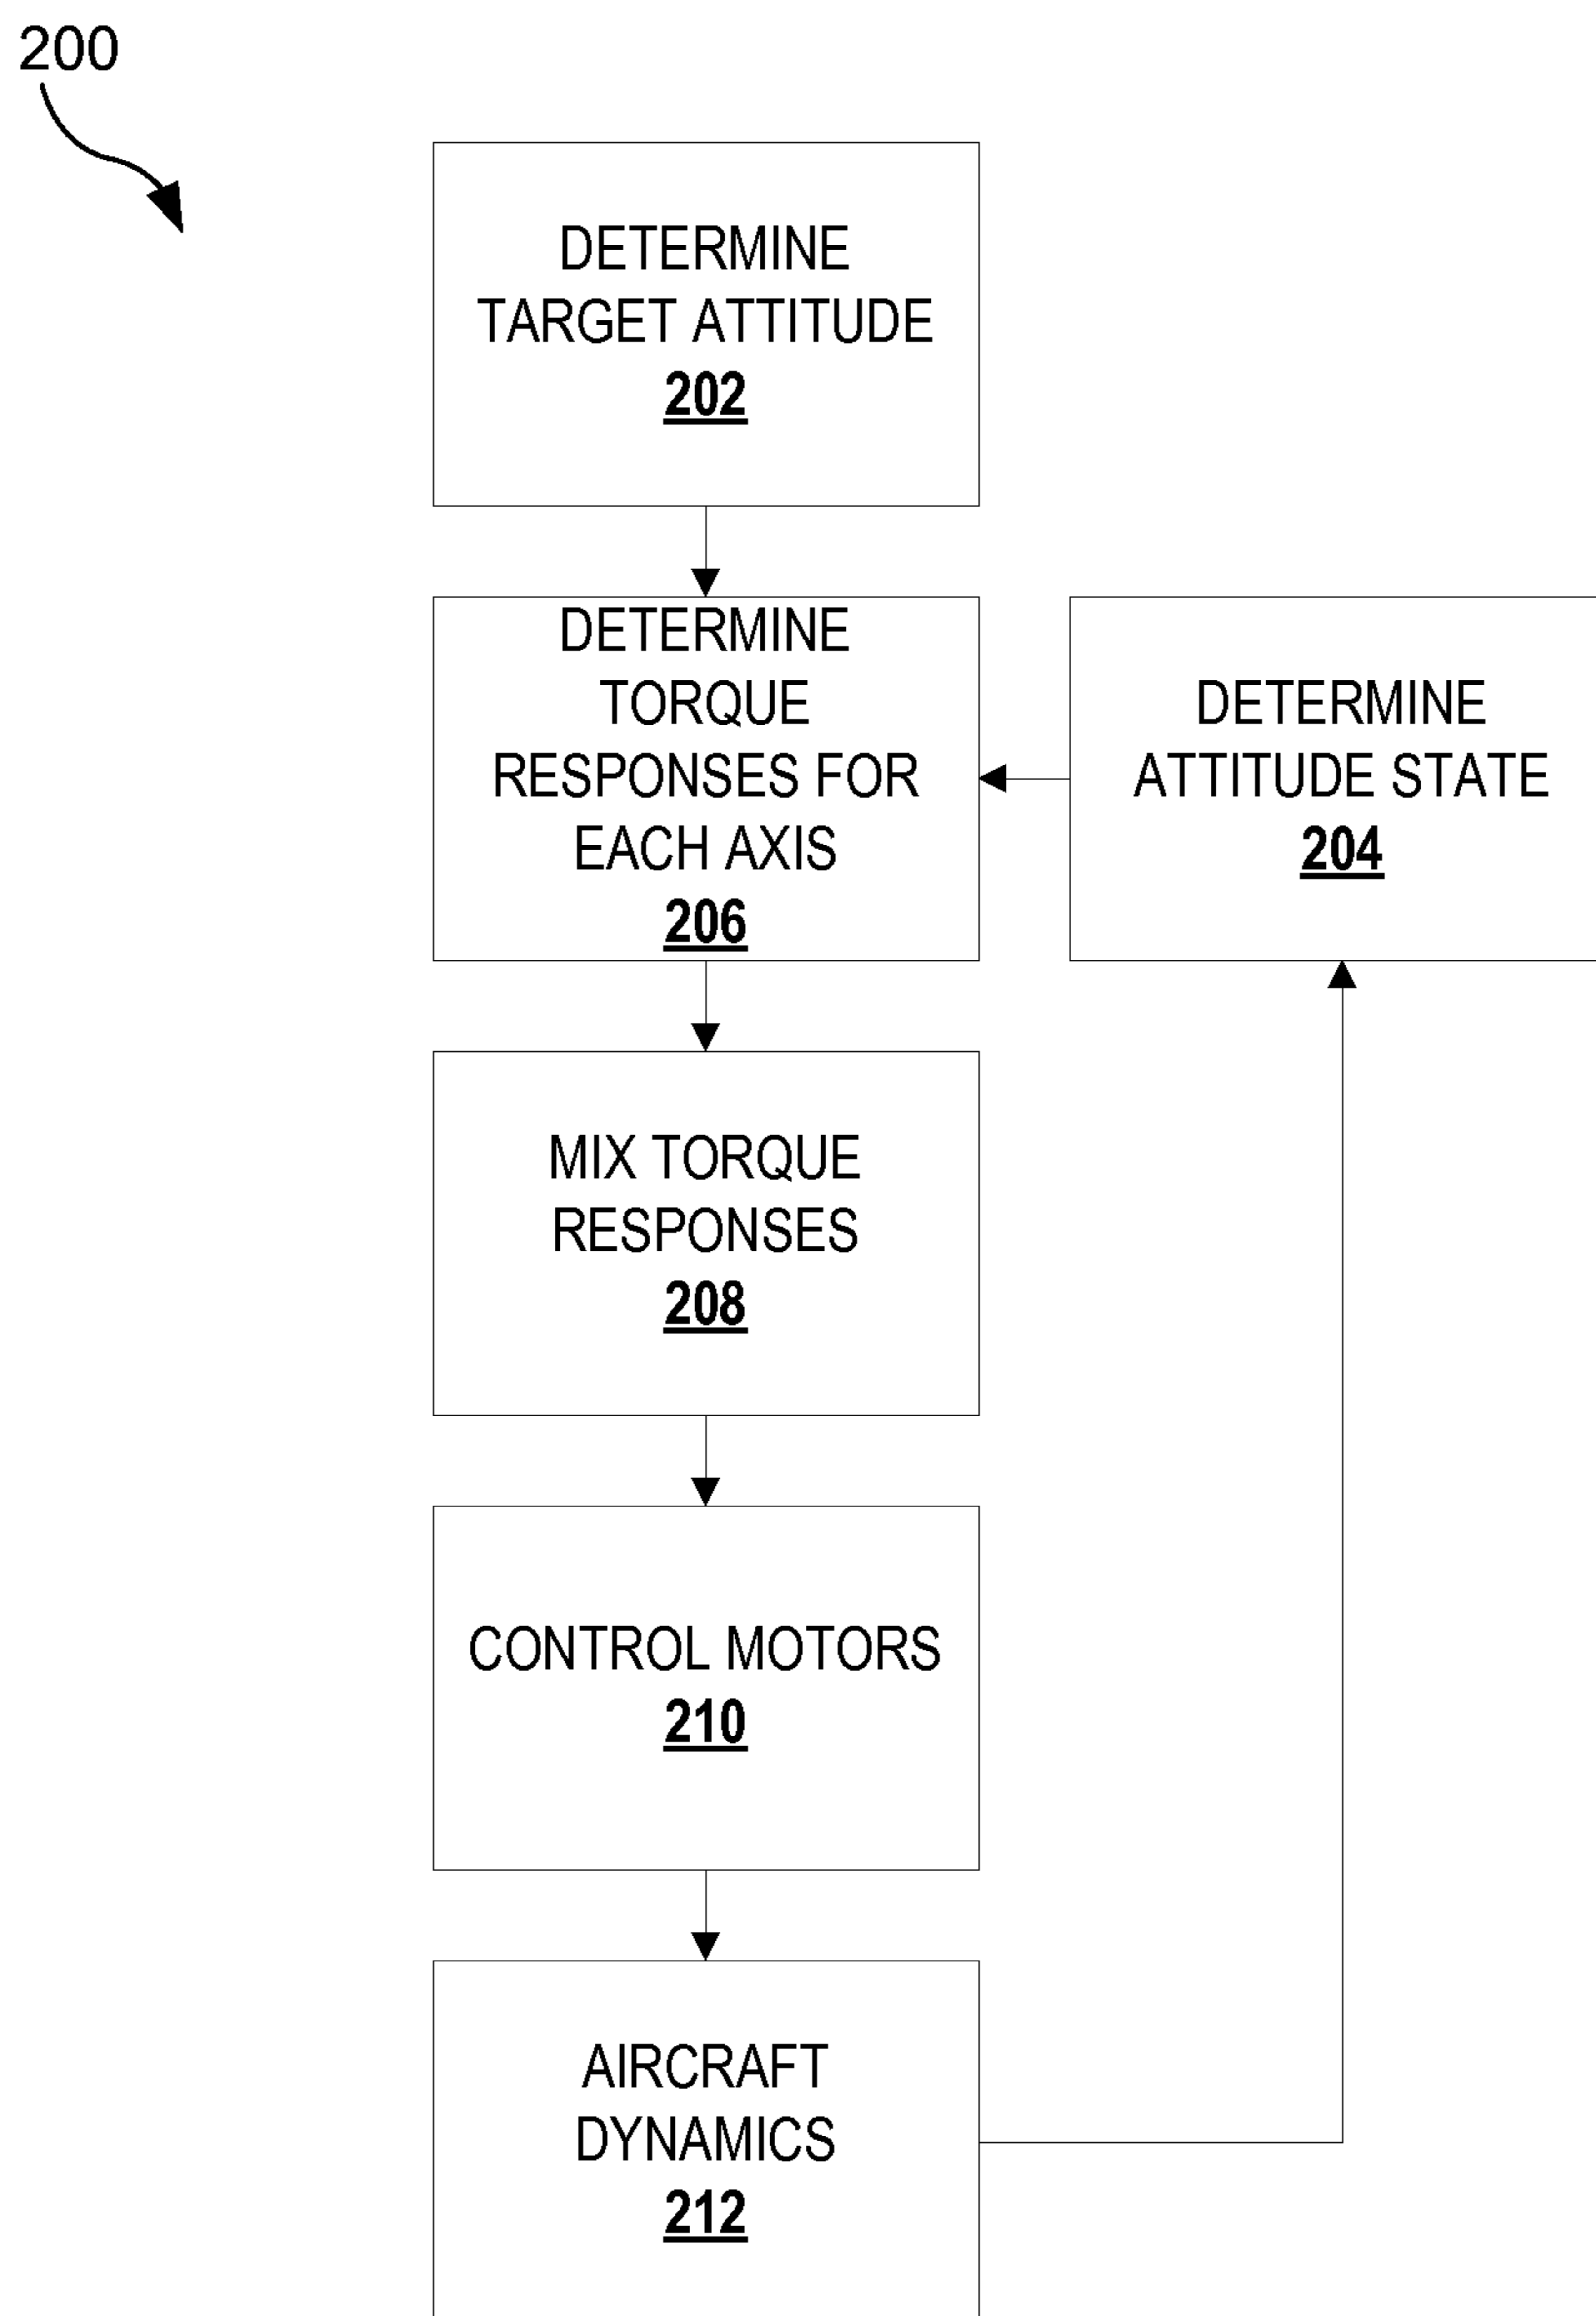 200
DETERMINE
TARGET ATTITUDE
202
DETERMINE
TORQUE
RESPONSES FOR
EACH AXIS
206
DETERMINE
ATTITUDE STATE
204
MIX TORQUE
RESPONSES
208
CONTROL MOTORS
210
AIRCRAFT
DYNAMICS
212